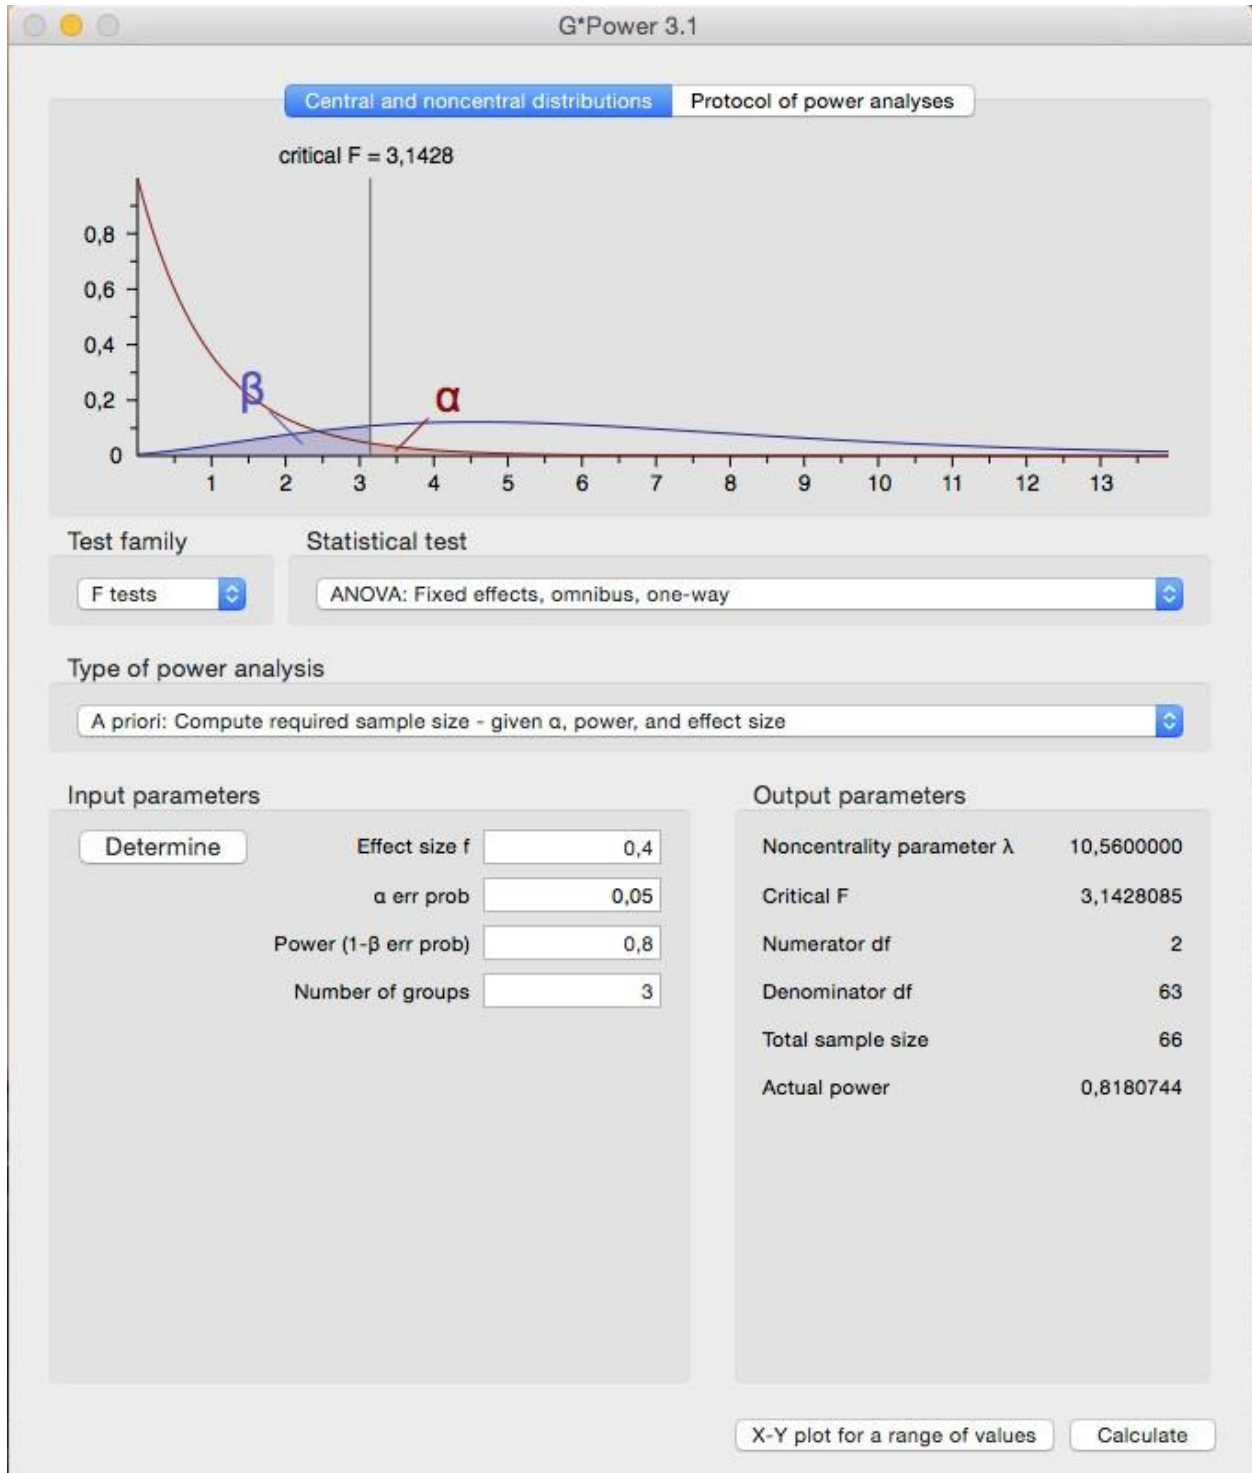 G*Power 3.1
Central and noncentral distributions Protocol of power analyses
critical F = 3,1428
0,8
0,6
0,4
0,2
0
β
α
1 2 3 4 5 6 7 8 9 10 11 12 13
Test family Statistical test
F tests ANOVA: Fixed effects, omnibus, one-way
Type of power analysis
A priori: Compute required sample size - given α, power, and effect size
Input parameters
Determine Effect size f 0,4
α err prob 0,05
Power (1-β err prob) 0,8
Number of groups 3
Output parameters
Noncentrality parameter λ 10,5600000
Critical F 3,1428085
Numerator df 2
Denominator df 63
Total sample size 66
Actual power 0,8180744
X-Y plot for a range of values Calculate